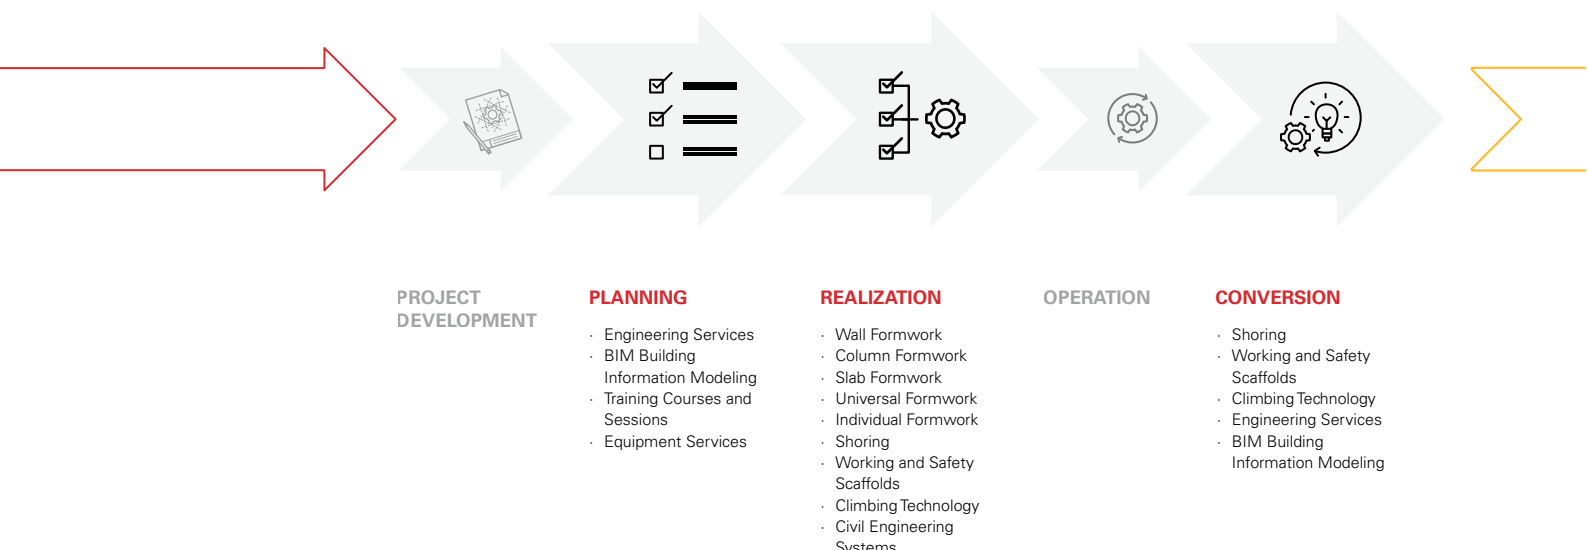 PROJECT
DEVELOPMENT
PLANNING
· Engineering Services
· BIM Building
Information Modeling
· Training Courses and
Sessions
· Equipment Services
REALIZATION
· Wall Formwork
· Column Formwork
· Slab Formwork
· Universal Formwork
· Individual Formwork
· Shoring
· Working and Safety
Scaffolds
· Climbing Technology
· Civil Engineering
Systems
OPERATION
CONVERSION
· Shoring
· Working and Safety
Scaffolds
· Climbing Technology
· Engineering Services
· BIM Building
Information Modeling